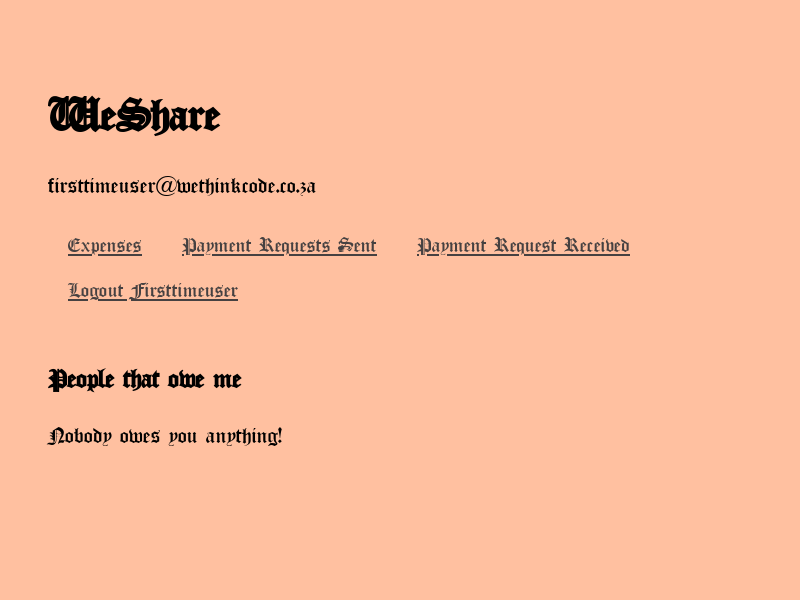 WeShare
firsttimeuser@wethinkcode.co.za
Expenses Payment Requests Sent Payment Request Received
Logout Firsttimeuser
People that owe me
Nobody owes you anything!